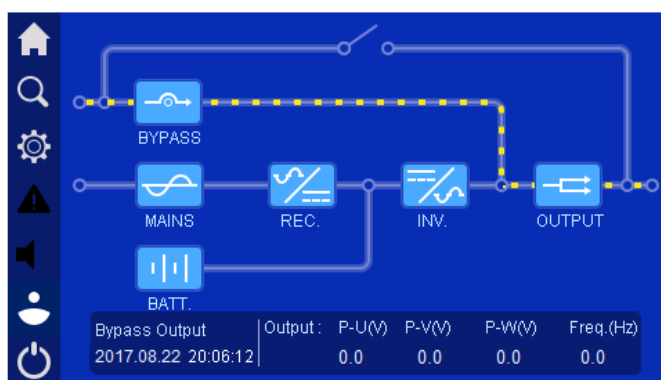 BYPASS
MAINS
REC.
INV.
OUTPUT
BATT.
Bypass Output
2017.08.22 20:06:12
Output : P-U(V) P-V(V) P-W(V) Freq.(Hz)
0.0 0.0 0.0 0.0